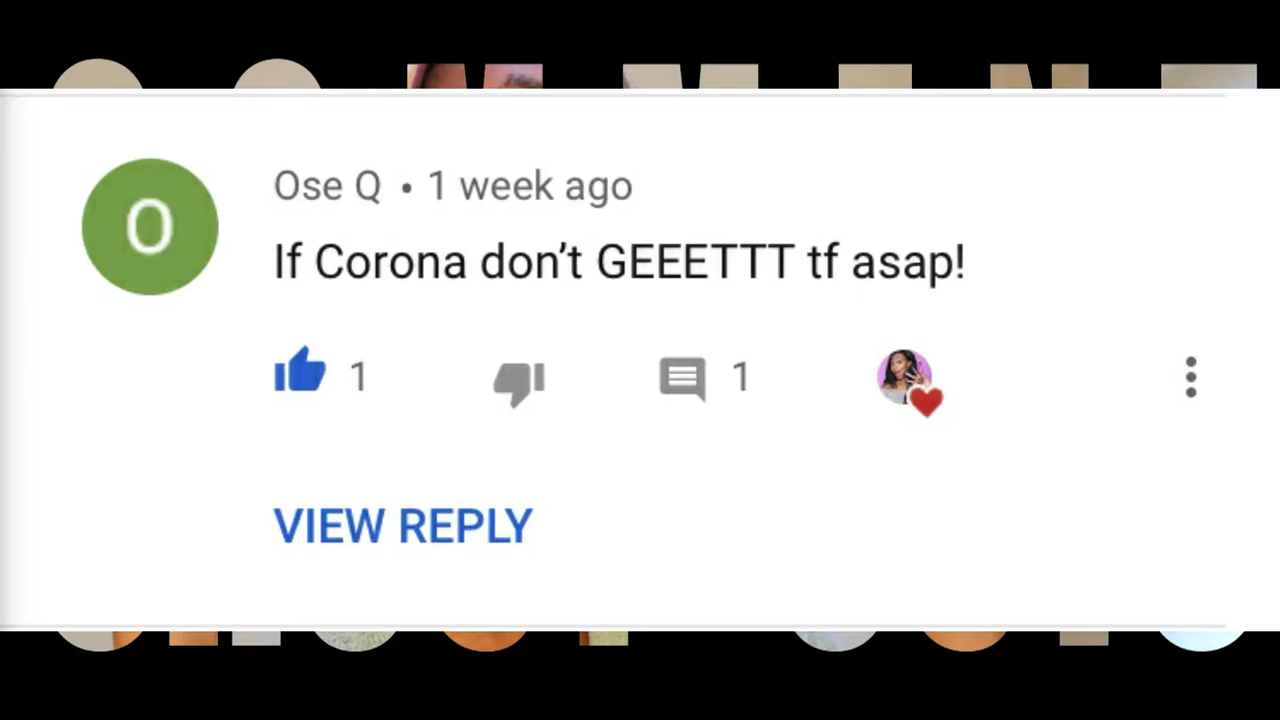 O
Ose Q • 1 week ago
If Corona don’t GEEETTT tf asap!
1
1
VIEW REPLY